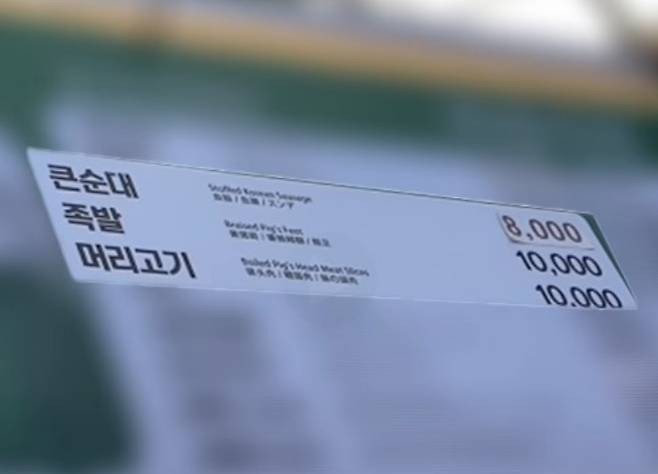 큰순대 Stuffed Korean Sausage 8,000
족발 Braised Pig's Feet 10,000
머리고기 Boiled Pig's Head Meat Slices 10,000